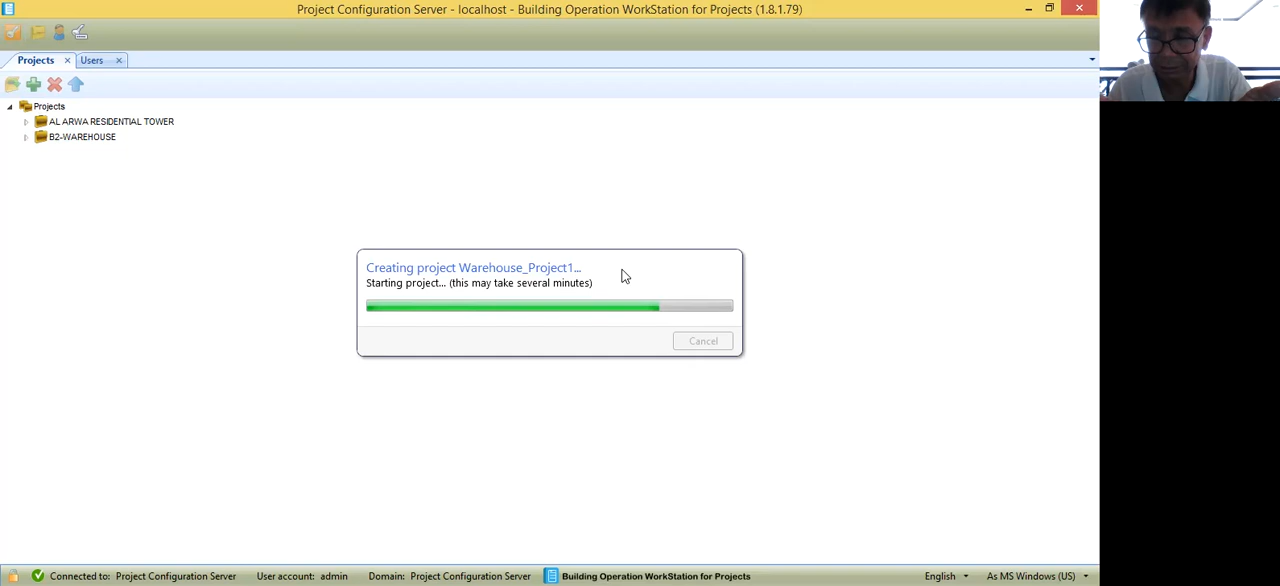 Project Configuration Server - localhost - Building Operation WorkStation for Projects (1.8.1.79)
Projects
Users
Projects
AL ARWA RESIDENTIAL TOWER
B2-WAREHOUSE
Creating project Warehouse_Project1...
Starting project... (this may take several minutes)
Cancel
Connected to: Project Configuration Server User account: admin Domain: Project Configuration Server Building Operation WorkStation for Projects English As MS Windows (US)